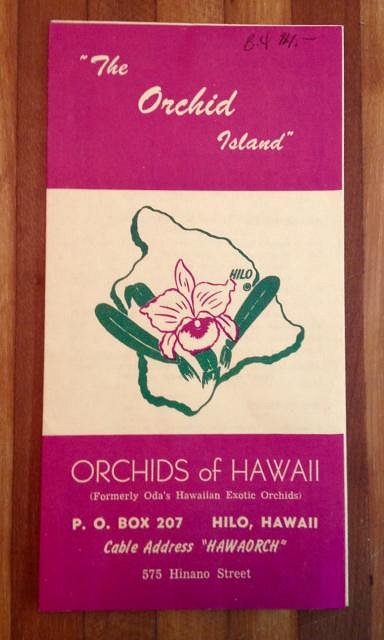 "The
Orchid
Island"
HILO
ORCHIDS of HAWAII
(Formerly Oda's Hawaiian Exotic Orchids)
P. O. BOX 207 HILO, HAWAII
Cable Address "HAWAORCH"
575 Hinano Street